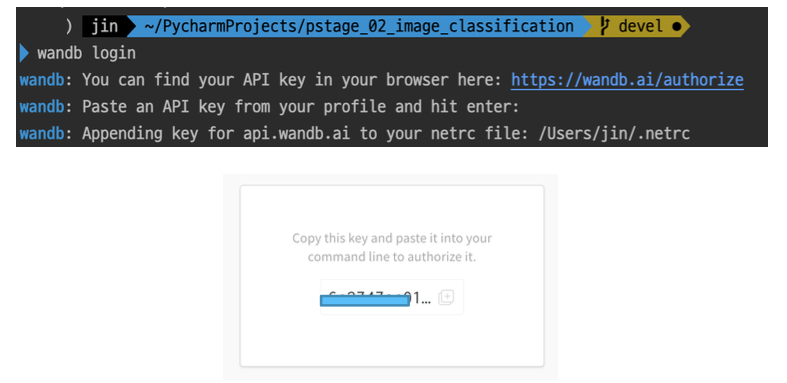 ) jin ~/PycharmProjects/pstage_02_image_classification devel ●
wandb login
wandb: You can find your API key in your browser here: https://wandb.ai/authorize
wandb: Paste an API key from your profile and hit enter:
wandb: Appending key for api.wandb.ai to your netrc file: /Users/jin/.netrc
Copy this key and paste it into your
command line to authorize it.